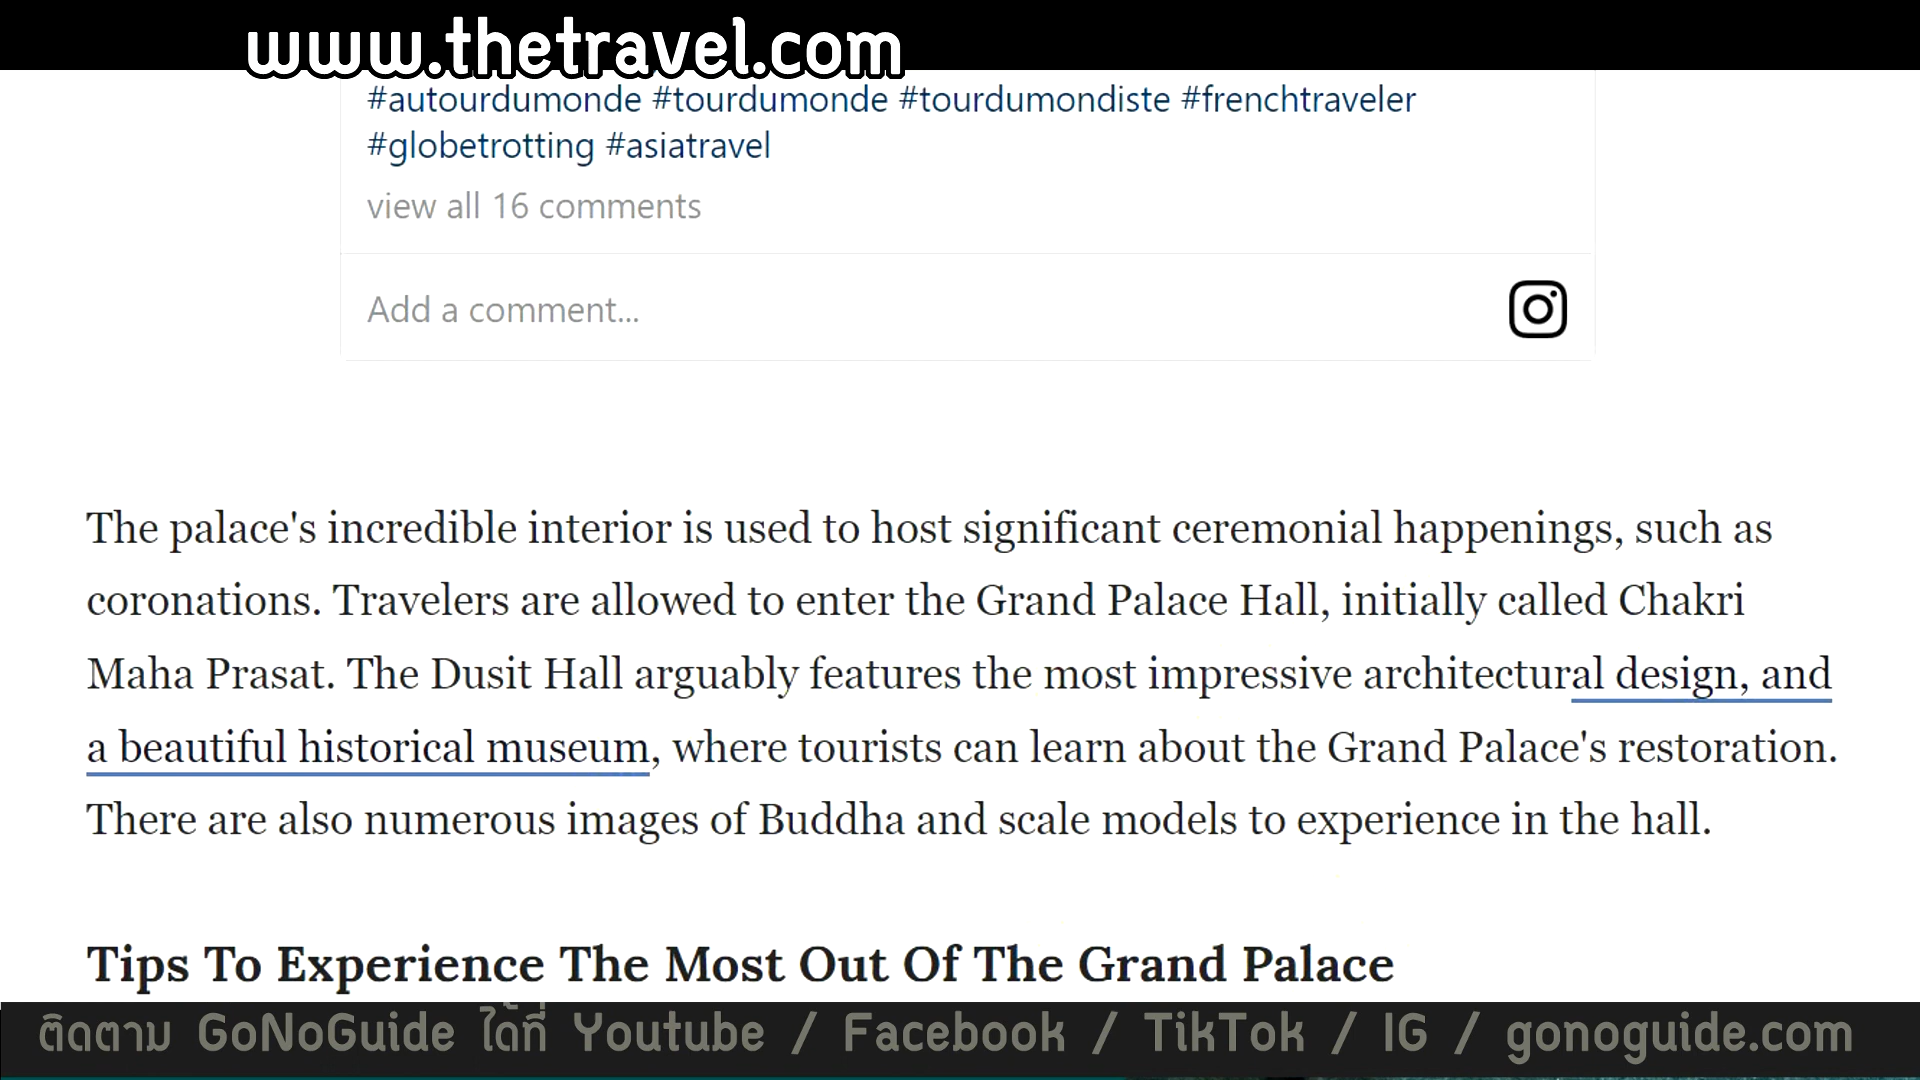 www.thetravel.com
#autourdumonde #tourdumonde #tourdumondiste #frenchtraveler
#globetrotting #asiatravel
view all 16 comments
Add a comment...
The palace's incredible interior is used to host significant ceremonial happenings, such as
coronations. Travelers are allowed to enter the Grand Palace Hall, initially called Chakri
Maha Prasat. The Dusit Hall arguably features the most impressive architectural design, and
a beautiful historical museum, where tourists can learn about the Grand Palace's restoration.
There are also numerous images of Buddha and scale models to experience in the hall.
Tips To Experience The Most Out Of The Grand Palace
ติดตาม GoNoGuide ได้ที่ Youtube / Facebook / TikTok / IG / gonoguide.com